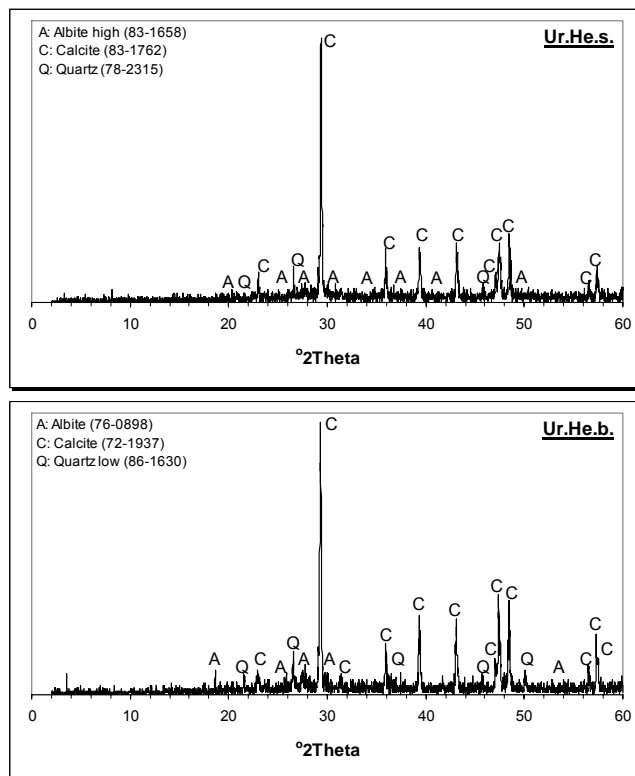 A: Albite high (83-1658)
C: Calcite (83-1762)
Q: Quartz (78-2315)
Ur.He.s.
C
A Q C A Q A A A A C C A C Q C C C A C C
0 10 20 30 40 50 60
°2Theta
A: Albite (76-0898)
C: Calcite (72-1937)
Q: Quartz low (86-1630)
Ur.He.b.
C
A Q C A Q A A C C Q C C Q C C C Q A C C C
0 10 20 30 40 50 60
°2Theta